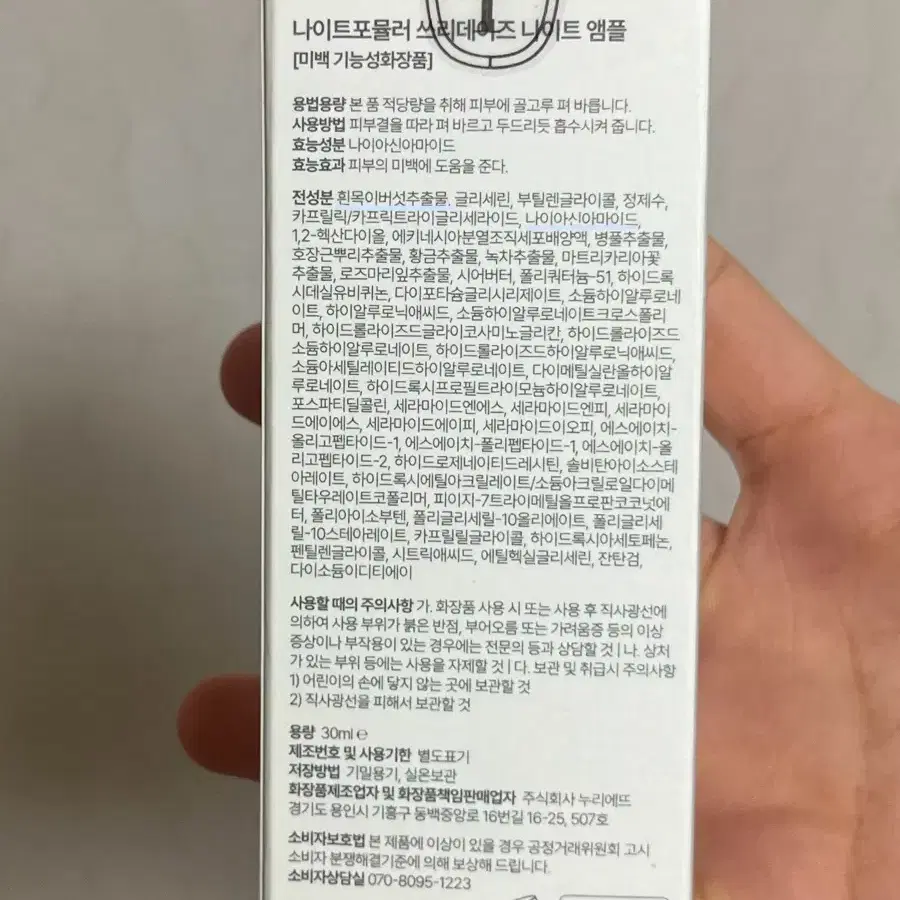 나이트포뮬러 쓰리데이즈 나이트 앰플
[미백 기능성화장품]
용법용량 본 품 적당량을 취해 피부에 골고루 펴 바릅니다.
사용방법 피부결을 따라 펴 바르고 두드리듯 흡수시켜 줍니다.
효능성분 나이아신아마이드
효능효과 피부의 미백에 도움을 준다.
전성분 흰목이버섯추출물, 글리세린, 부틸렌글라이콜, 정제수,
카프릴릭/카프릭트라이글리세라이드, 나이아신아마이드,
1,2-헥산다이올, 에키네시아분열조직세포배양액, 병풀추출물,
호장근뿌리추출물, 황금추출물, 녹차추출물, 마트리카리아꽃
추출물, 로즈마리잎추출물, 시어버터, 폴리쿼터늄-51, 하이드록
시데실유비퀴논, 다이포타슘글리시리제이트, 소듐하이알루로네
이트, 하이알루로닉애씨드, 소듐하이알루로네이트크로스폴리
머, 하이드롤라이즈드글라이코사미노글리칸, 하이드롤라이즈드
소듐하이알루로네이트, 하이드롤라이즈드하이알루로닉애씨드,
소듐아세틸레이티드하이알루로네이트, 다이메틸실란올하이알
루로네이트, 하이드록시프로필트라이모늄하이알루로네이트,
포스파티딜콜린, 세라마이드엔에스, 세라마이드엔피, 세라마이
드에이에스, 세라마이드에이피, 세라마이드이오피, 에스에이치-
올리고펩타이드-1, 에스에이치-폴리펩타이드-1, 에스에이치-올
리고펩타이드-2, 하이드로제네이티드레시틴, 솔비탄아이소스테
아레이트, 하이드록시에틸아크릴레이트/소듐아크릴로일다이메
틸타우레이트코폴리머, 피이지-7트라이메틸올프로판코코넛에
터, 폴리아이소부텐, 폴리글리세릴-10올리에이트, 폴리글리세
릴-10스테아레이트, 카프릴릴글라이콜, 하이드록시아세토페논,
펜틸렌글라이콜, 시트릭애씨드, 에틸헥실글리세린, 잔탄검,
다이소듐이디티에이
사용할 때의 주의사항 가. 화장품 사용 시 또는 사용 후 직사광선에
의하여 사용 부위가 붉은 반점, 부어오름 또는 가려움증 등의 이상
증상이나 부작용이 있는 경우에는 전문의 등과 상담할 것 | 나. 상처
가 있는 부위 등에는 사용을 자제할 것 | 다. 보관 및 취급시 주의사항
1) 어린이의 손에 닿지 않는 곳에 보관할 것
2) 직사광선을 피해서 보관할 것
용량 30ml ℮
제조번호 및 사용기한 별도표기
저장방법 기밀용기, 실온보관
화장품제조업자 및 화장품책임판매업자 주식회사 누리에뜨
경기도 용인시 기흥구 동백중앙로 16번길 16-25, 507호
소비자보호법 본 제품에 이상이 있을 경우 공정거래위원회 고시
소비자 분쟁해결기준에 의해 보상해 드립니다.
소비자상담실 070-8095-1223